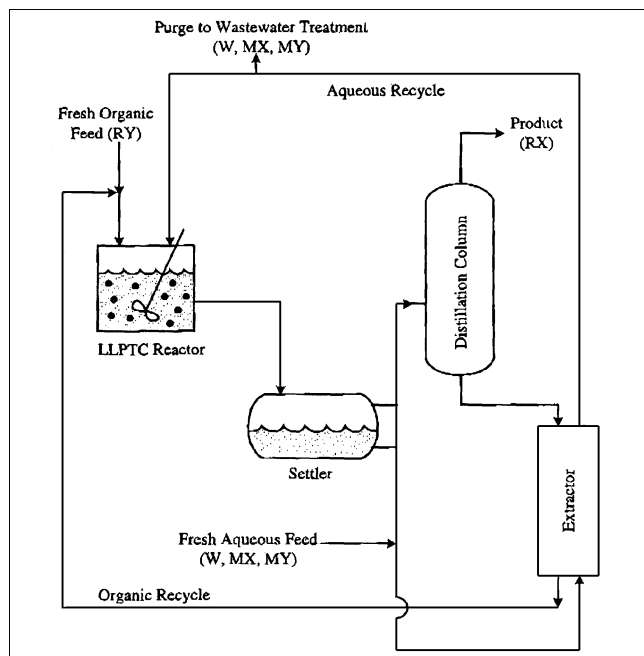 Purge to Wastewater Treatment
(W, MX, MY)
Aqueous Recycle
Fresh Organic
Feed (RY)
Product
(RX)
Distillation Column
LLPTC Reactor
Settler
Extractor
Fresh Aqueous Feed
(W, MX, MY)
Organic Recycle